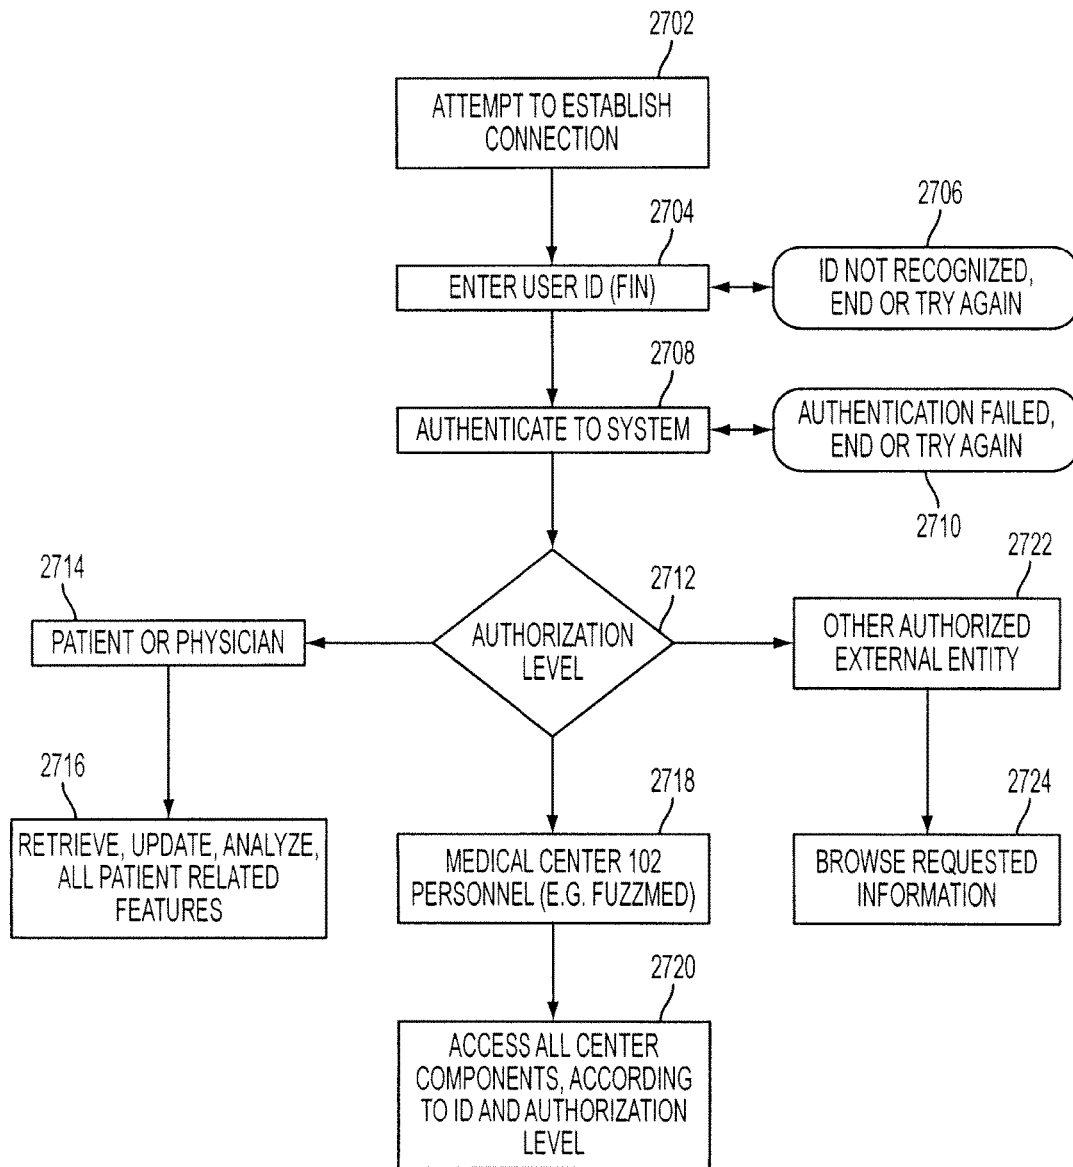 2702
ATTEMPT TO ESTABLISH
CONNECTION
2704
ENTER USER ID (FIN)
2706
ID NOT RECOGNIZED,
END OR TRY AGAIN
2708
AUTHENTICATE TO SYSTEM
AUTHENTICATION FAILED,
END OR TRY AGAIN
2710
2712
AUTHORIZATION
LEVEL
2714
PATIENT OR PHYSICIAN
2722
OTHER AUTHORIZED
EXTERNAL ENTITY
2716
RETRIEVE, UPDATE, ANALYZE,
ALL PATIENT RELATED
FEATURES
2718
MEDICAL CENTER 102
PERSONNEL (E.G. FUZZMED)
2724
BROWSE REQUESTED
INFORMATION
2720
ACCESS ALL CENTER
COMPONENTS, ACCORDING
TO ID AND AUTHORIZATION
LEVEL